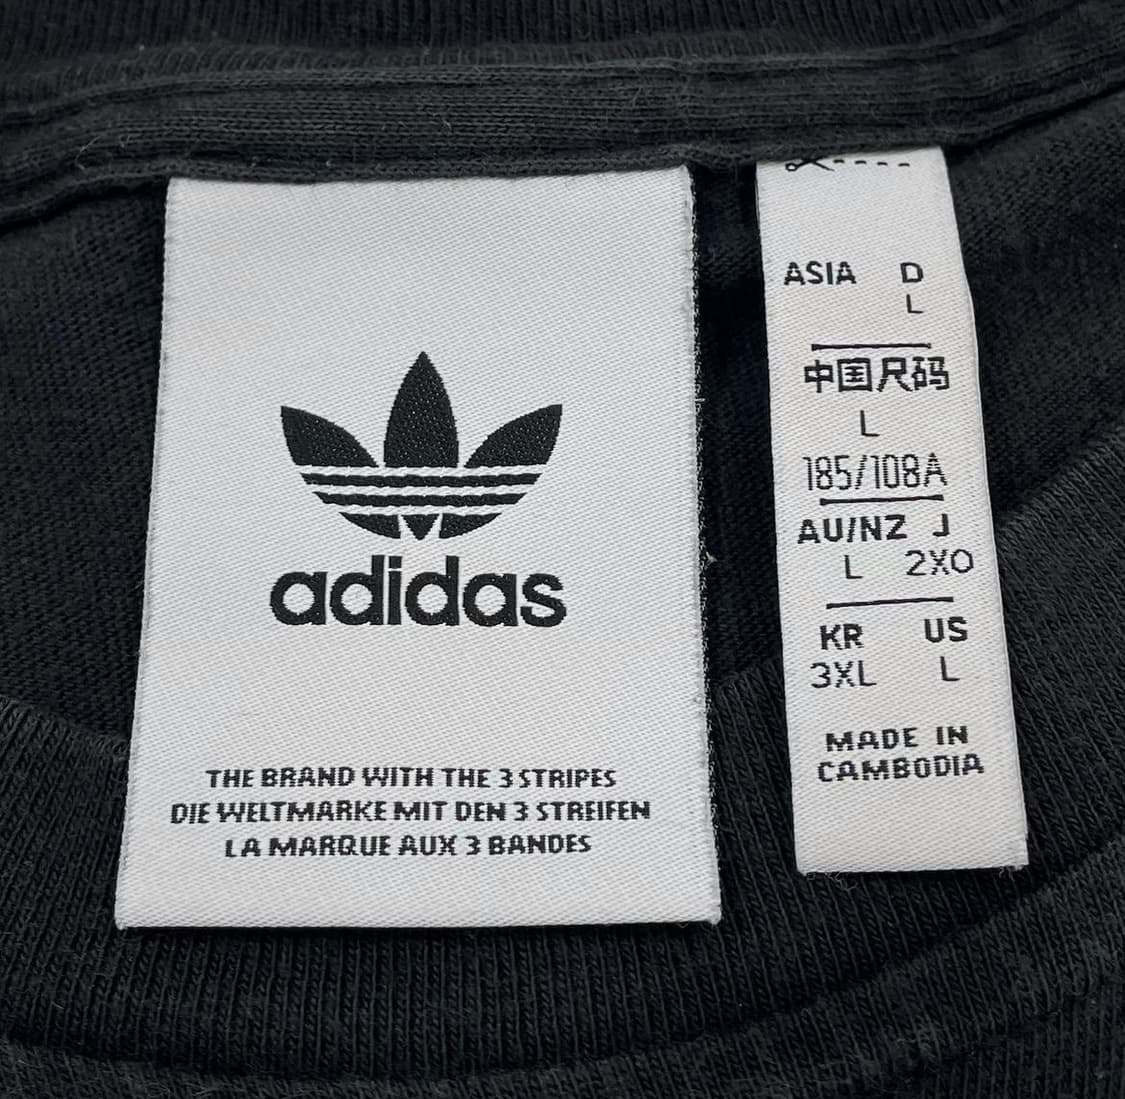 adidas
THE BRAND WITH THE 3 STRIPES
DIE WELTMARKE MIT DEN 3 STREIFEN
LA MARQUE AUX 3 BANDES
ASIA D
L
中国尺码
L
185/108A
AU/NZ J
L 2XO
KR US
3XL L
MADE IN
CAMBODIA